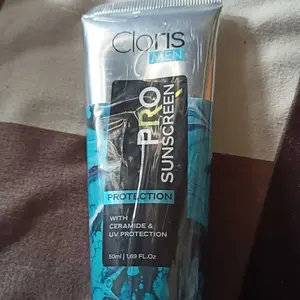 Cloris
MEN
PRO
SUNSCREEN
PROTECTION
WITH
CERAMIDE &
UV PROTECTION
50ml | 1.69 FL.Oz